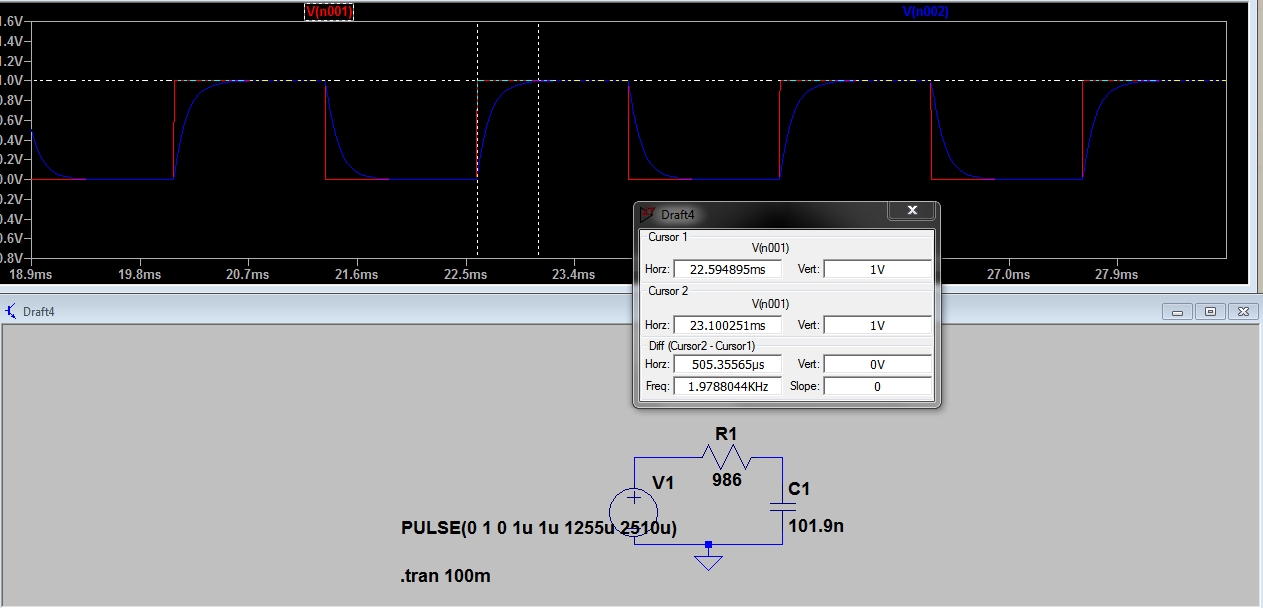 V(n001) V(n002)
1.6V
1.4V
1.2V
1.0V
0.8V
0.6V
0.4V
0.2V
0.0V
0.2V
0.4V
0.6V
0.8V
18.9ms 19.8ms 20.7ms 21.6ms 22.5ms 23.4ms 27.0ms 27.9ms
Draft4
Cursor 1
V(n001)
Horz: 22.594895ms Vert: 1V
Cursor 2
V(n001)
Horz: 23.100251ms Vert: 1V
Diff (Cursor2 - Cursor1)
Horz: 505.35565µs Vert: 0V
Freq: 1.9788044KHz Slope: 0
Draft4
R1
986
V1
C1
101.9n
PULSE(0 1 0 1u 1u 1255u 2510u)
.tran 100m